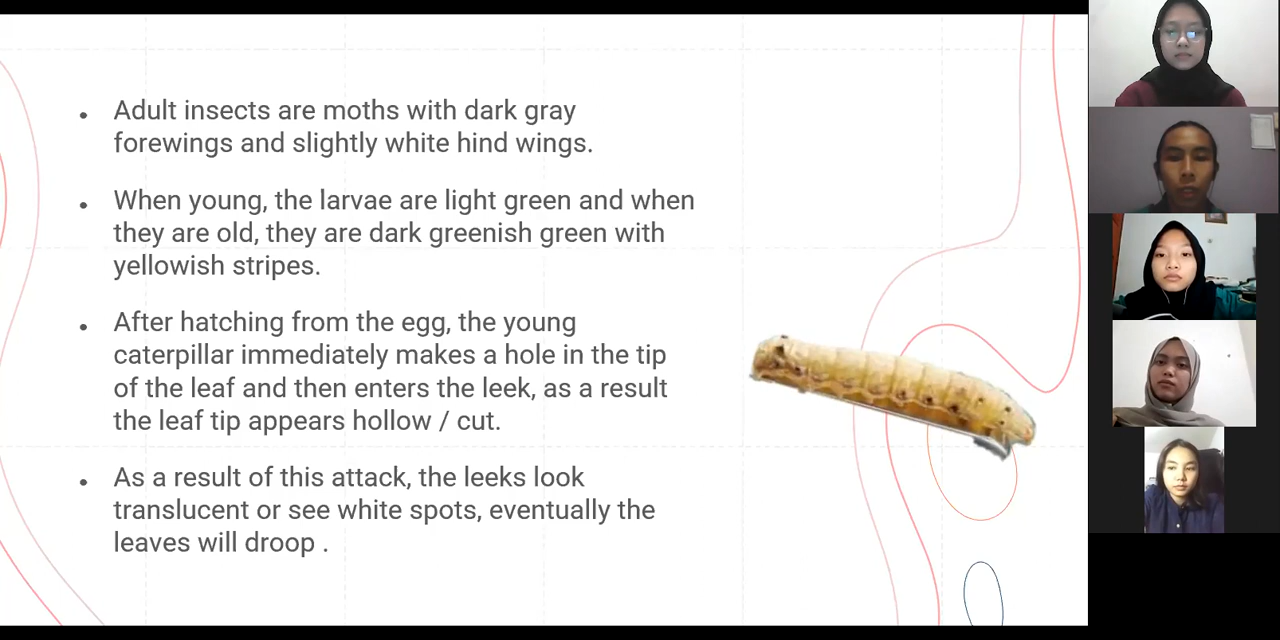 • Adult insects are moths with dark gray
forewings and slightly white hind wings.
• When young, the larvae are light green and when
they are old, they are dark greenish green with
yellowish stripes.
• After hatching from the egg, the young
caterpillar immediately makes a hole in the tip
of the leaf and then enters the leek, as a result
the leaf tip appears hollow / cut.
• As a result of this attack, the leeks look
translucent or see white spots, eventually the
leaves will droop .